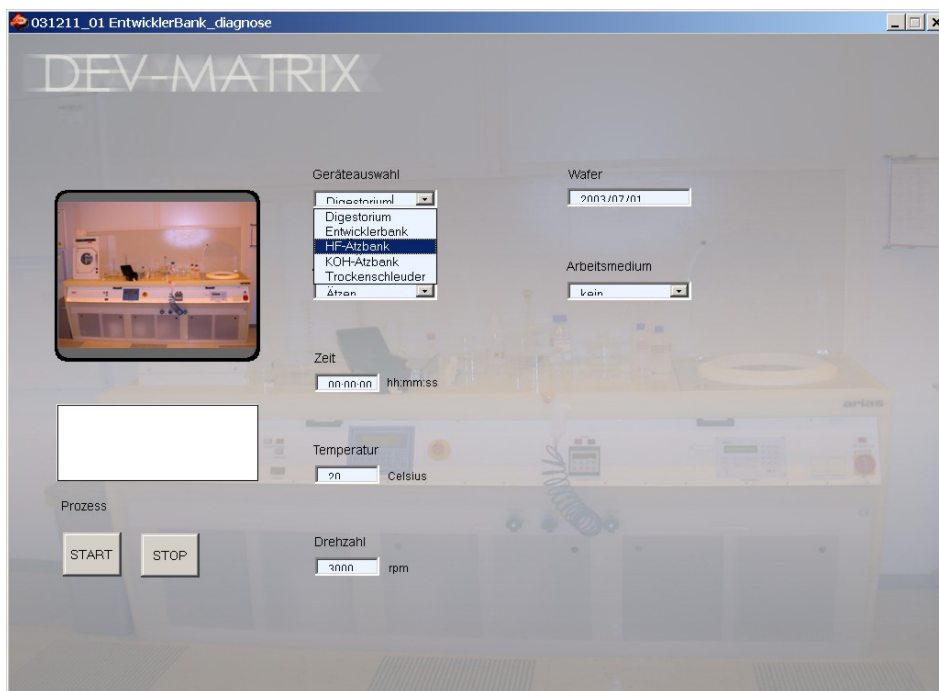 031211_01 EntwicklerBank_diagnose
DEV-MATRIX
Geräteauswahl
Wafer
Digestorium
2003/07/01
Digestorium
Entwicklerbank
HF-Ätzbank
KOH-Ätzbank
Trockenschleuder
Arbeitsmedium
Ätzen
kein
Zeit
00:00:00 hh:mm:ss
arias
Temperatur
20 Celsius
Prozess
START STOP
Drehzahl
3000 rpm